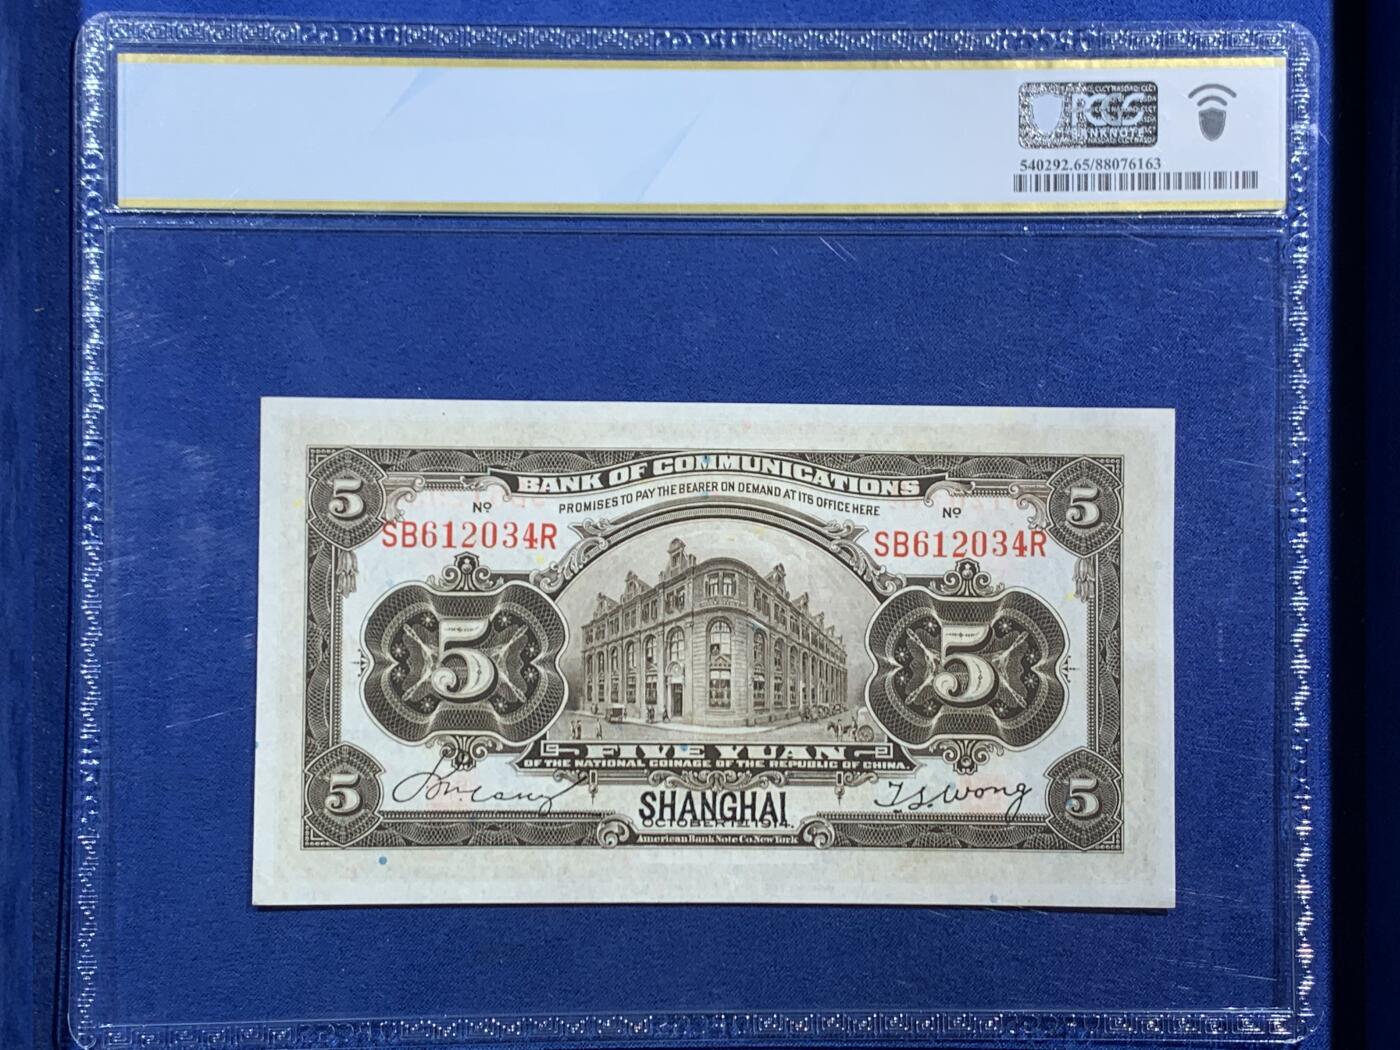 PCGS
BANKNOTE
540292.65/88076163
BANK OF COMMUNICATIONS
PROMISES TO PAY THE BEARER ON DEMAND AT ITS OFFICE HERE
5
5
Nº
Nº
SB612034R
SB612034R
5
5
FIVE YUAN
OF THE NATIONAL COINAGE OF THE REPUBLIC OF CHINA.
5
T.S. Wong
5
SHANGHAI
OCTOBER 1ST, 1914.
American Bank Note Co. New York